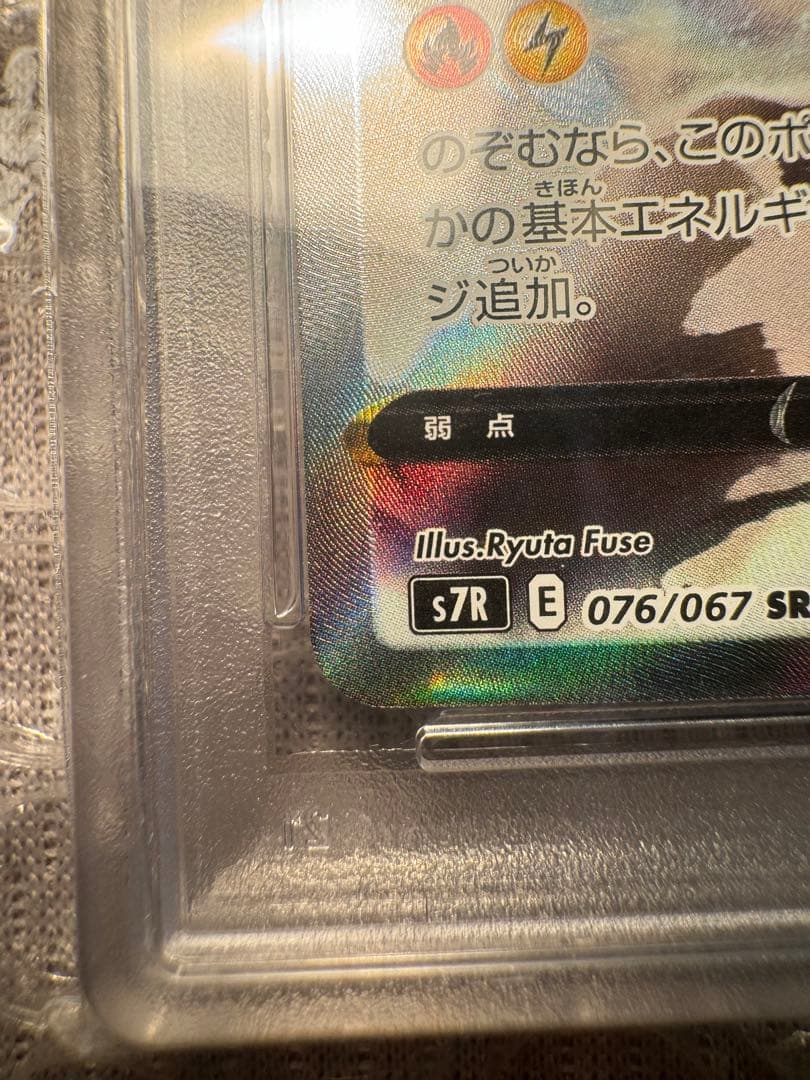 のぞむなら、このポ
きほん
かの基本エネルギ
ついか
ジ追加。
弱 点
Illus.Ryuta Fuse
s7R E 076/067 SR